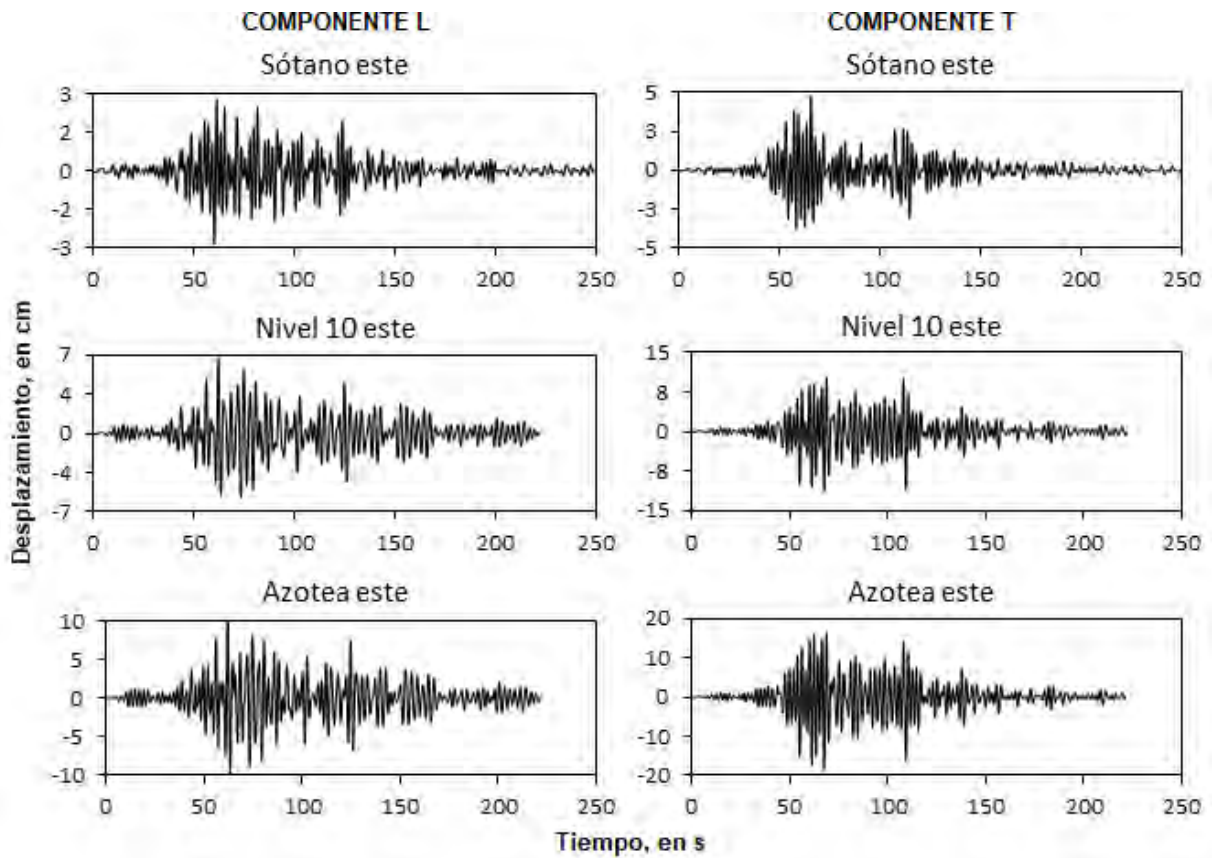 COMPONENTE L
COMPONENTE T
Sótano este
Sótano este
3
2
0
-2
-3
0 50 100 150 200 250
5
3
0
-3
-5
0 50 100 150 200 250
Desplazamiento, en cm
Nivel 10 este
Nivel 10 este
7
4
0
-4
-7
0 50 100 150 200 250
15
8
0
-8
-15
0 50 100 150 200 250
Azotea este
Azotea este
10
5
0
-5
-10
0 50 100 150 200 250
20
10
0
-10
-20
0 50 100 150 200 250
Tiempo, en s